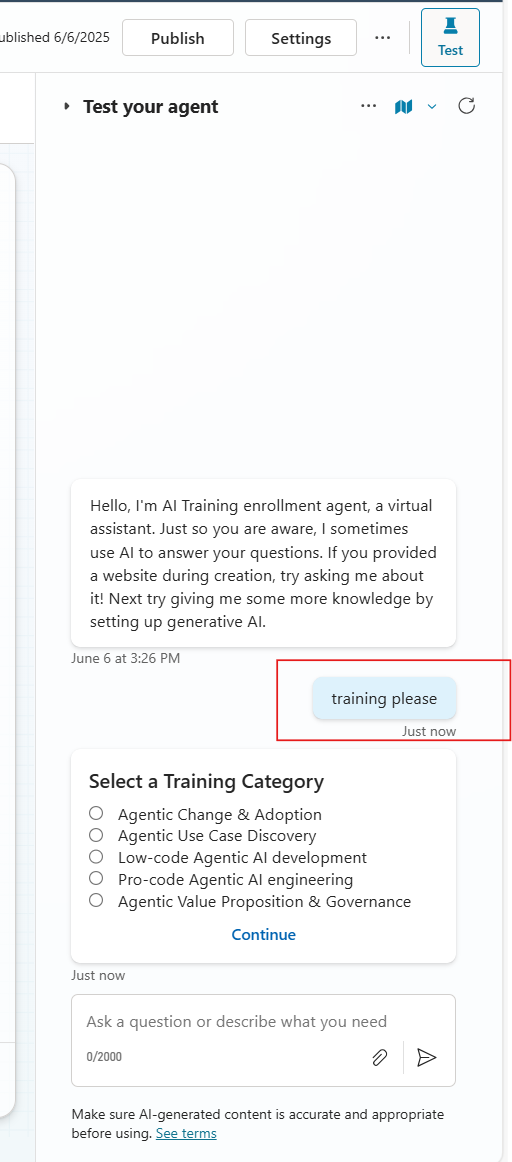 ublished 6/6/2025
Publish
Settings
...
Test
Test your agent
...
Hello, I'm AI Training enrollment agent, a virtual
assistant. Just so you are aware, I sometimes
use AI to answer your questions. If you provided
a website during creation, try asking me about
it! Next try giving me some more knowledge by
setting up generative AI.
June 6 at 3:26 PM
training please
Just now
Select a Training Category
Agentic Change & Adoption
Agentic Use Case Discovery
Low-code Agentic AI development
Pro-code Agentic AI engineering
Agentic Value Proposition & Governance
Continue
Just now
Ask a question or describe what you need
0/2000
Make sure AI-generated content is accurate and appropriate
before using. See terms